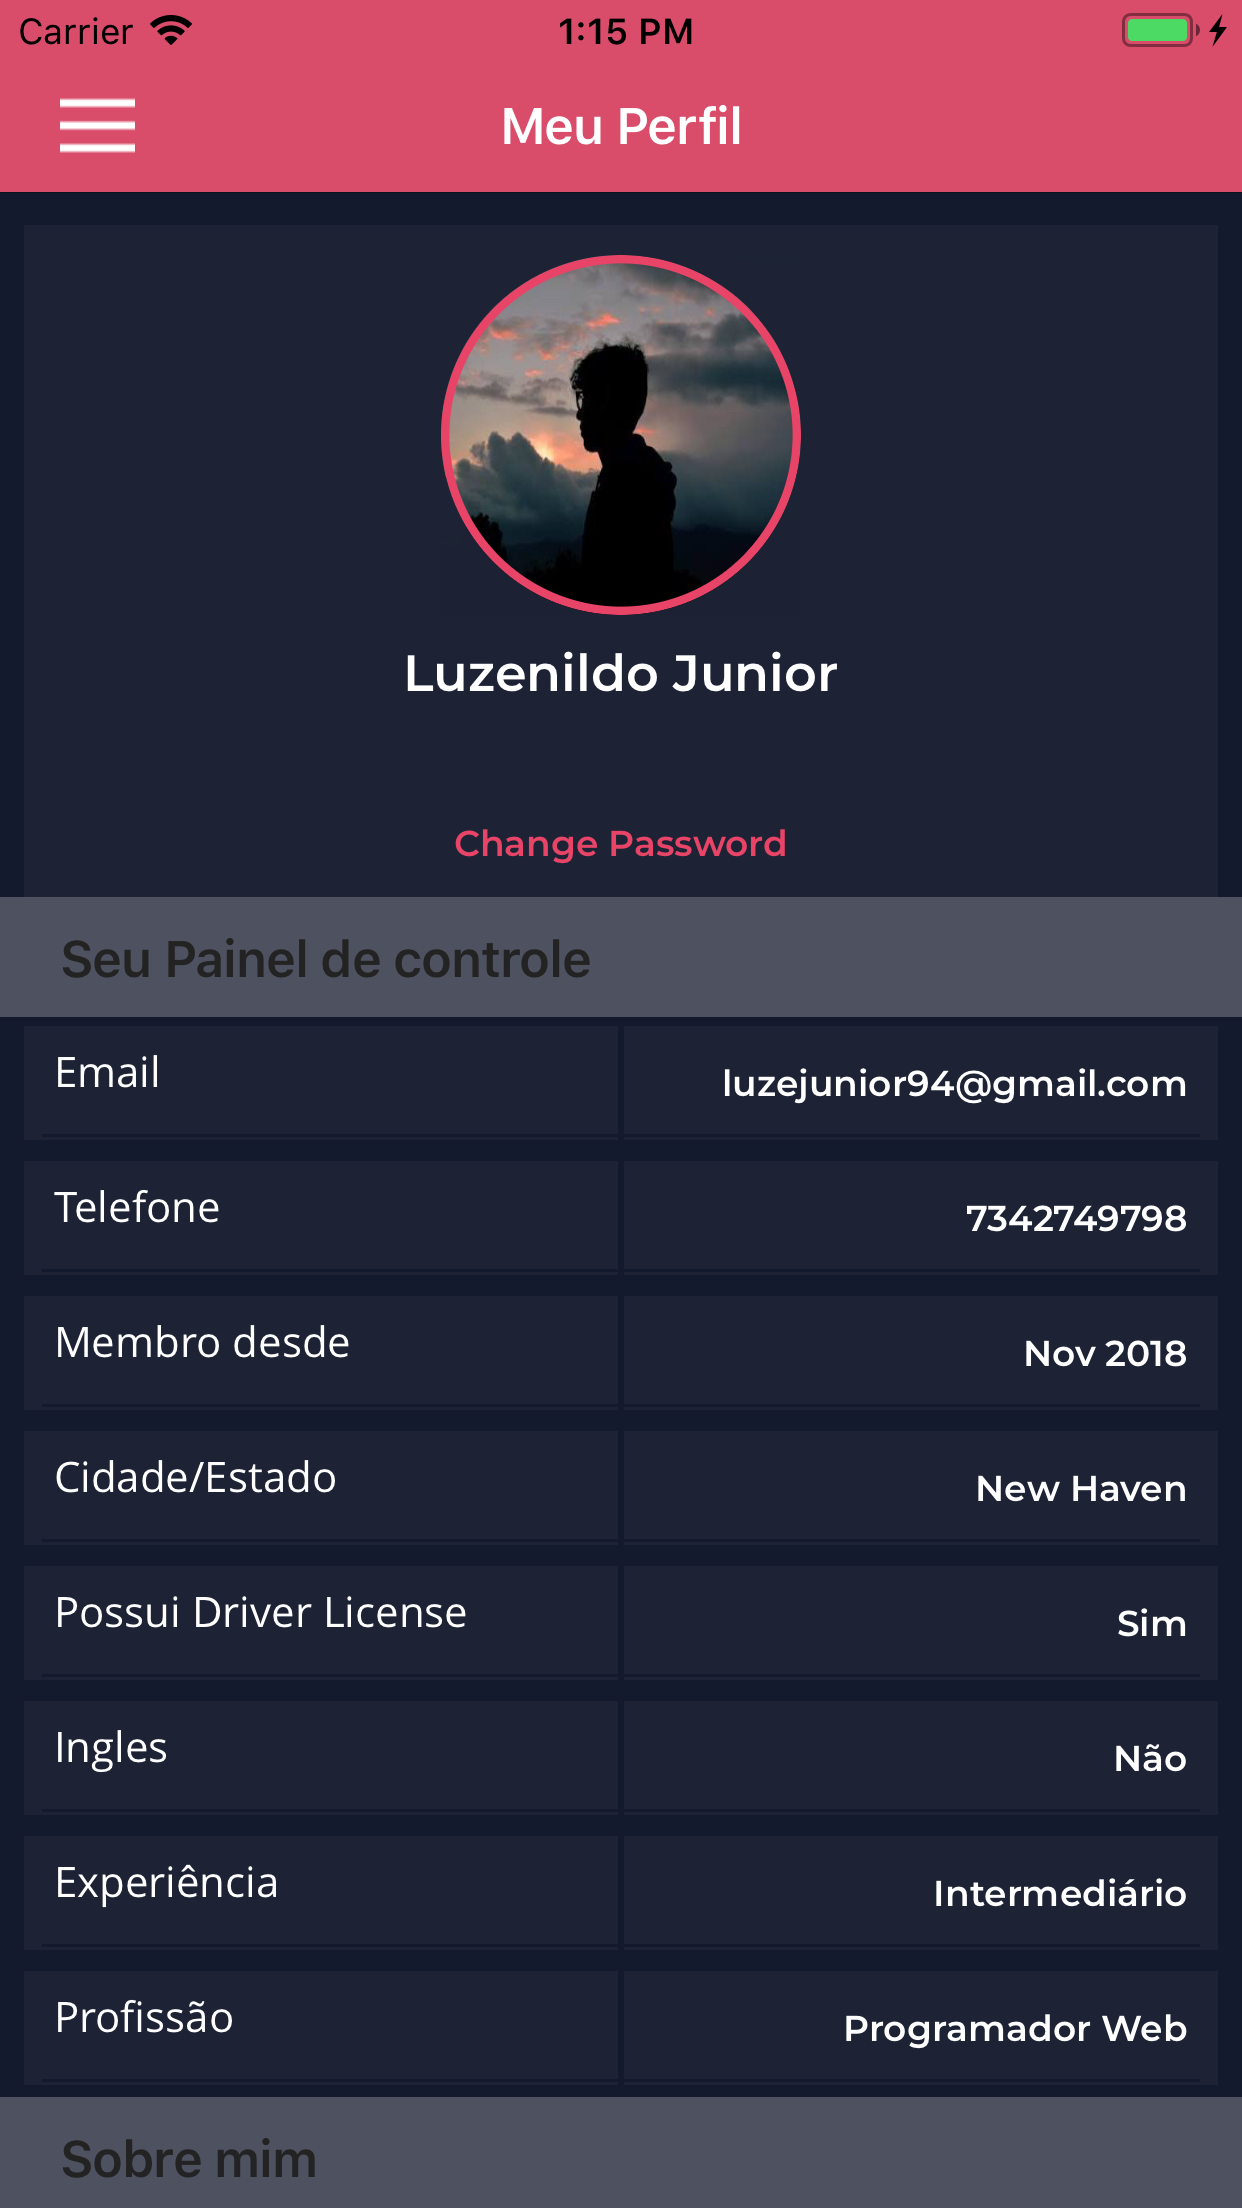 Carrier 1:15 PM
Meu Perfil
Luzenildo Junior
Change Password
Seu Painel de controle
Email luzejunior94@gmail.com
Telefone 7342749798
Membro desde Nov 2018
Cidade/Estado New Haven
Possui Driver License Sim
Ingles Não
Experiência Intermediário
Profissão Programador Web
Sobre mim